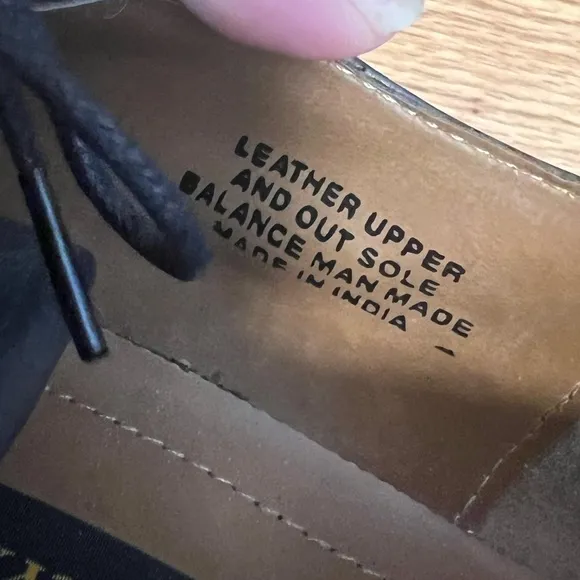 LEATHER UPPER
AND OUT SOLE
BALANCE MAN MADE
MADE IN INDIA